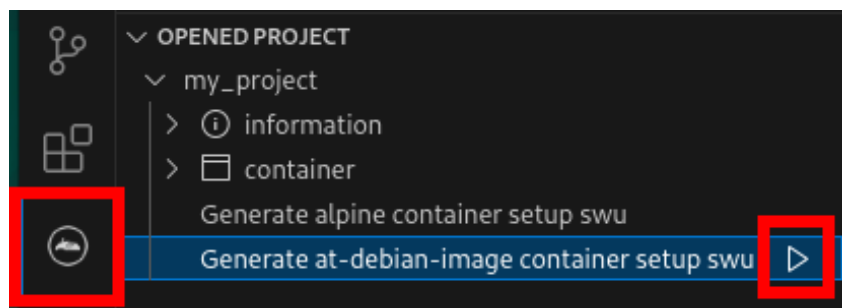 OPENED PROJECT
my_project
information
container
Generate alpine container setup swu
Generate at-debian-image container setup swu